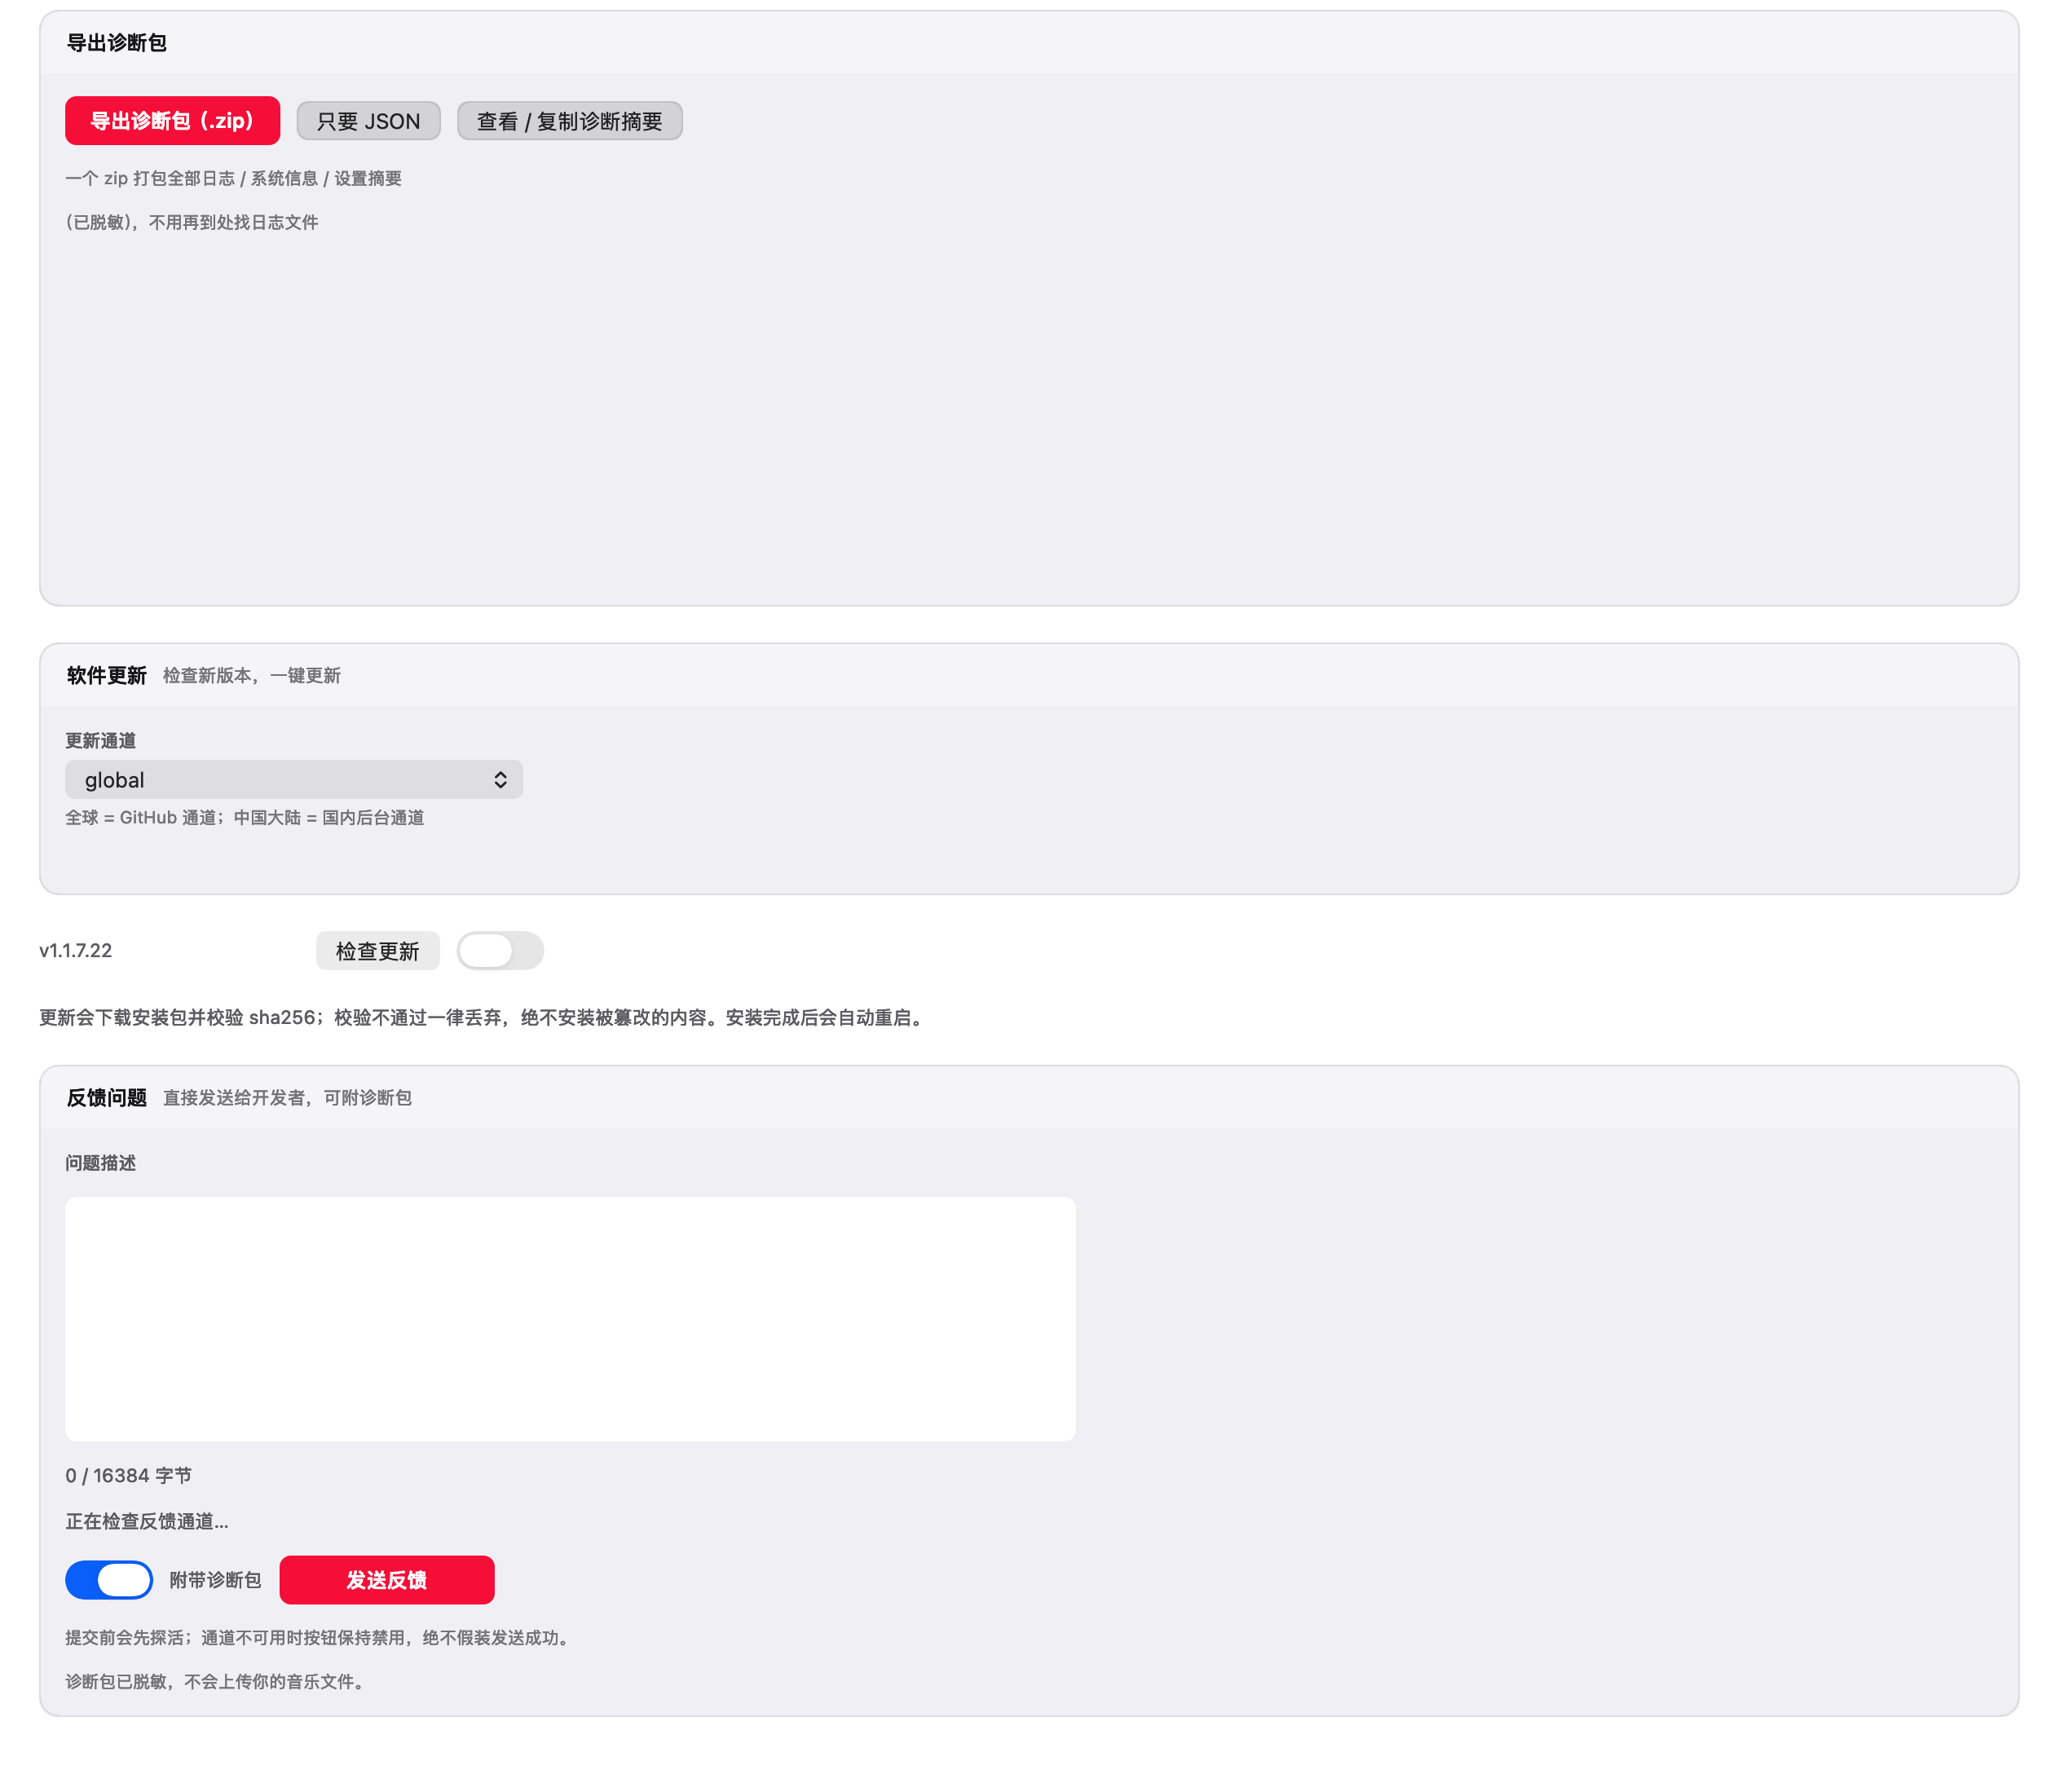 导出诊断包
导出诊断包 (.zip) 只要 JSON 查看 / 复制诊断摘要
一个 zip 打包全部日志 / 系统信息 / 设置摘要
(已脱敏)，不用再到处找日志文件
软件更新 检查新版本，一键更新
更新通道
global
全球 = GitHub 通道；中国大陆 = 国内后台通道
v1.1.7.22 检查更新
更新会下载安装包并校验 sha256；校验不通过一律丢弃，绝不安装被篡改的内容。安装完成后会自动重启。
反馈问题 直接发送给开发者，可附诊断包
问题描述
0 / 16384 字节
正在检查反馈通道...
附带诊断包 发送反馈
提交前会先探活；通道不可用时按钮保持禁用，绝不假装发送成功。
诊断包已脱敏，不会上传你的音乐文件。